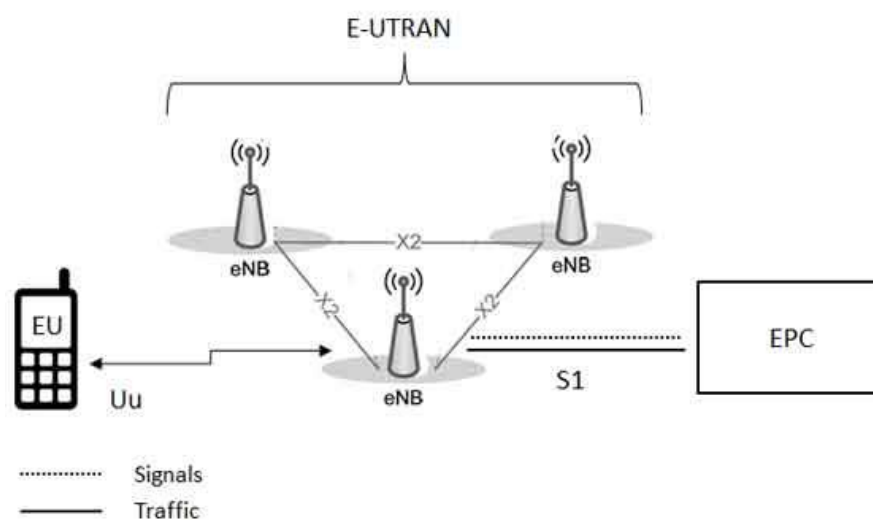 E-UTRAN
X2
eNB
eNB
X2
X2
EU
eNB
Uu
S1
EPC
Signals
Traffic